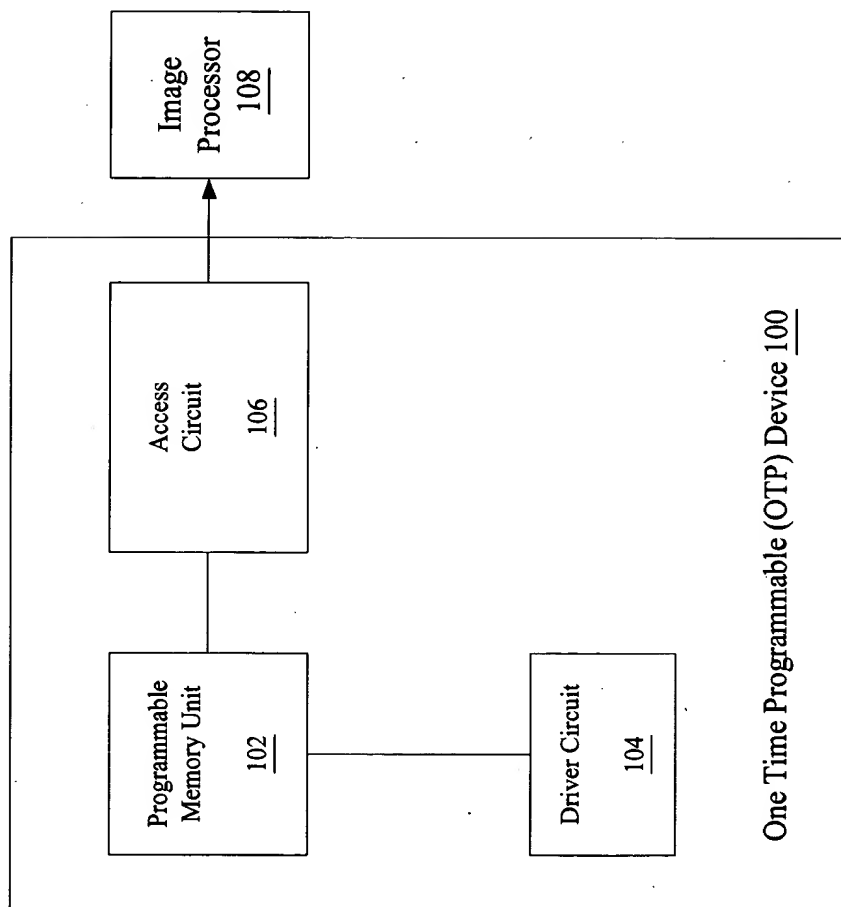 Programmable
Memory Unit
102
Access
Circuit
106
Image
Processor
108
Driver Circuit
104
One Time Programmable (OTP) Device 100